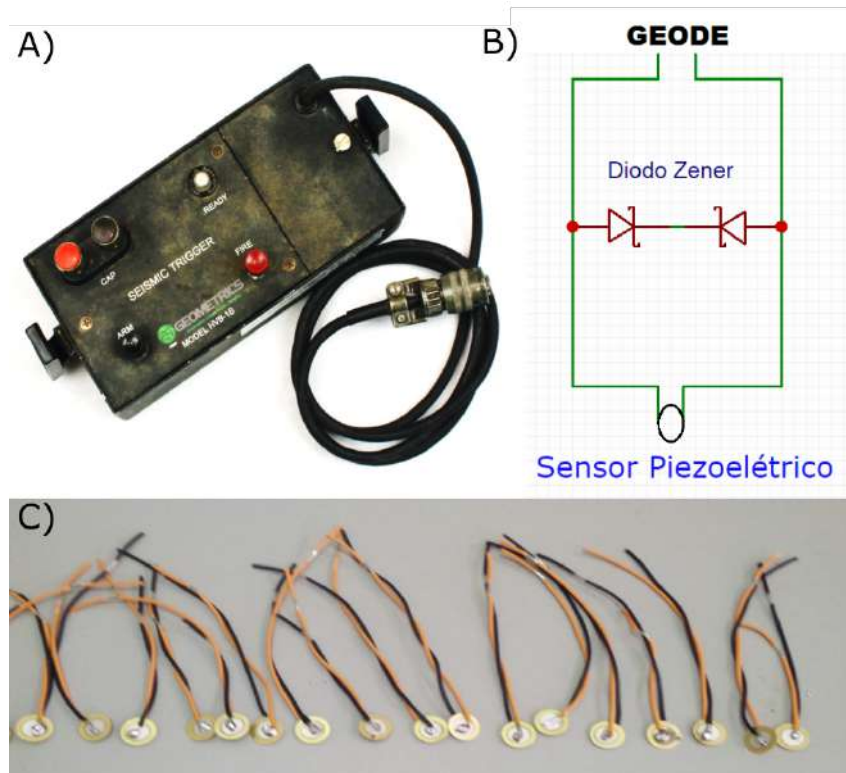 A)
READY
CAP
SEISMIC TRIGGER
FIRE
ARM
GEOMETRICS
MODEL HVB-1B
B)
GEODE
Diodo Zener
Sensor Piezoelétrico
C)